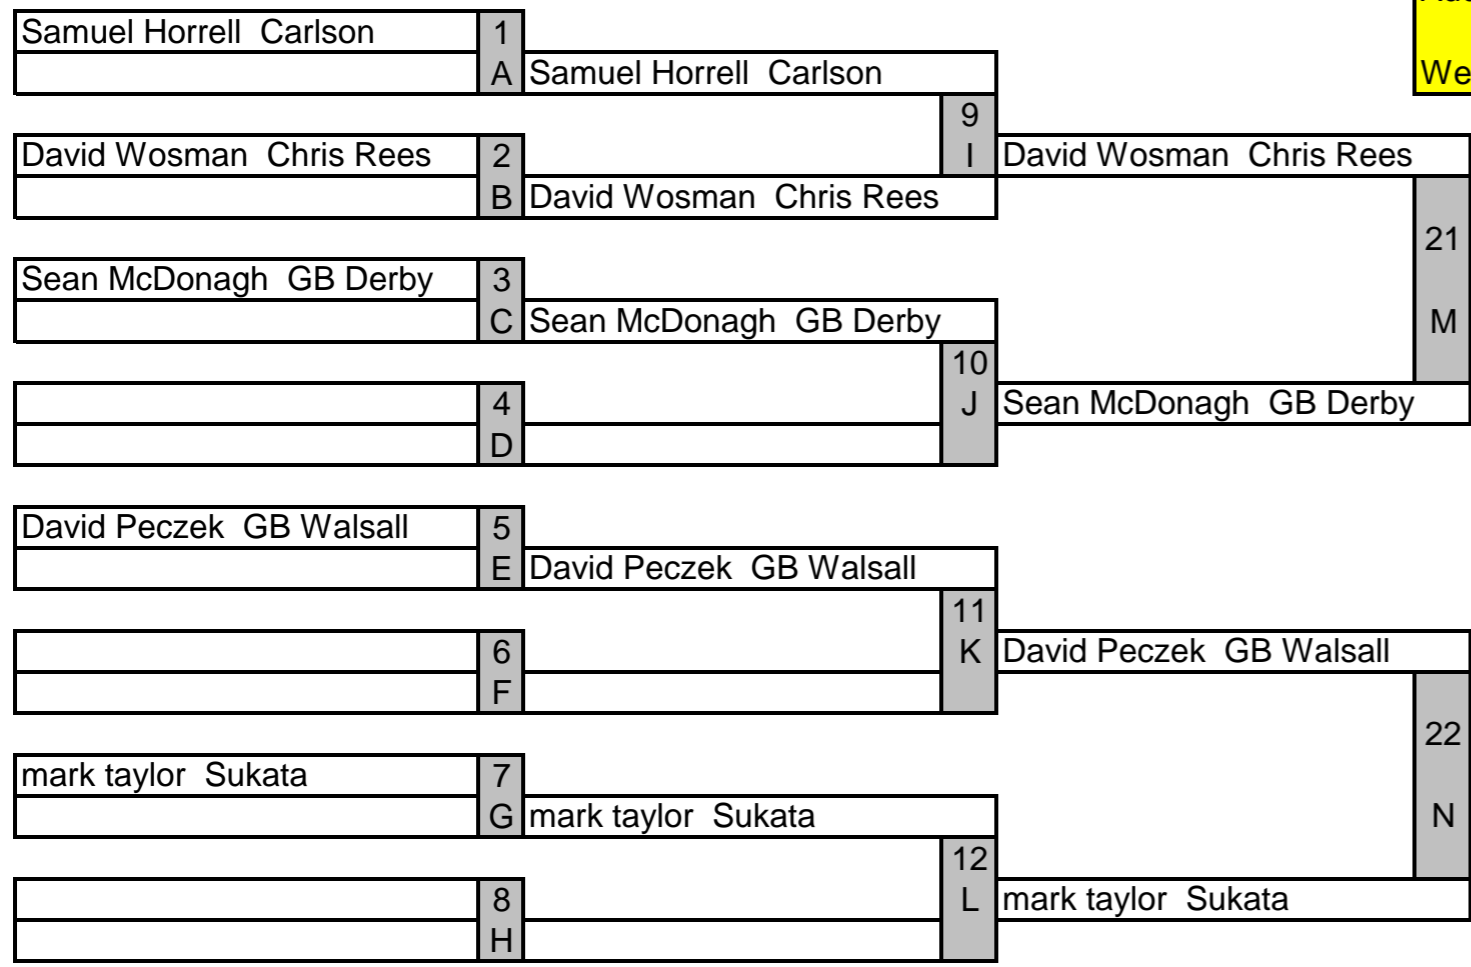 Samuel Horrell  Carlson 1
A Samuel Horrell  Carlson
We
9
David Wosman  Chris Rees 2 I David Wosman  Chris Rees
B David Wosman  Chris Rees
21
Sean McDonagh  GB Derby 3
C Sean McDonagh  GB Derby M
10
4 J Sean McDonagh  GB Derby
D
David Peczek  GB Walsall 5
E David Peczek  GB Walsall
11
6 K David Peczek  GB Walsall
F
22
mark taylor  Sukata 7
G mark taylor  Sukata N
12
8 L mark taylor  Sukata
H